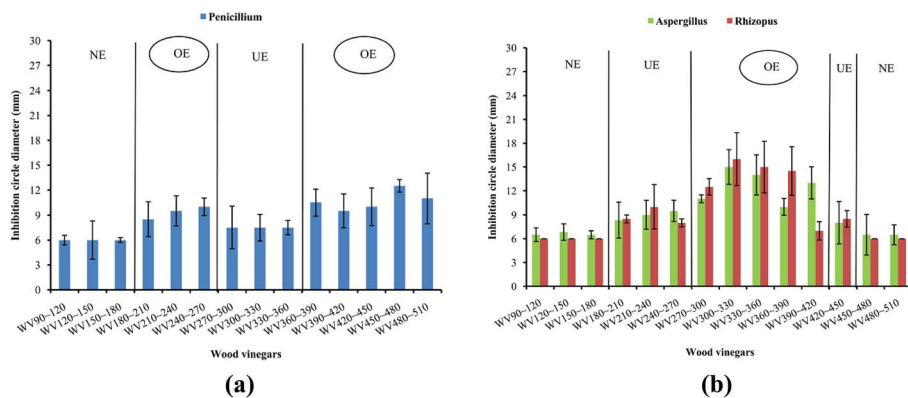 Penicillium
30
27
24
21
18
15
12
9
6
3
0
Inhibition circle diameter (mm)
NE
OE
UE
OE
WV90~120
WV120~150
WV150~180
WV180~210
WV210~240
WV240~270
WV270~300
WV300~330
WV330~360
WV360~390
WV390~420
WV420~450
WV450~480
WV480~510
Wood vinegars
(a)
Aspergillus
Rhizopus
30
27
24
21
18
15
12
9
6
3
0
Inhibition circle diameter (mm)
NE
UE
OE
UE
NE
WV90~120
WV120~150
WV150~180
WV180~210
WV210~240
WV240~270
WV270~300
WV300~330
WV330~360
WV360~390
WV390~420
WV420~450
WV450~480
WV480~510
Wood vinegars
(b)